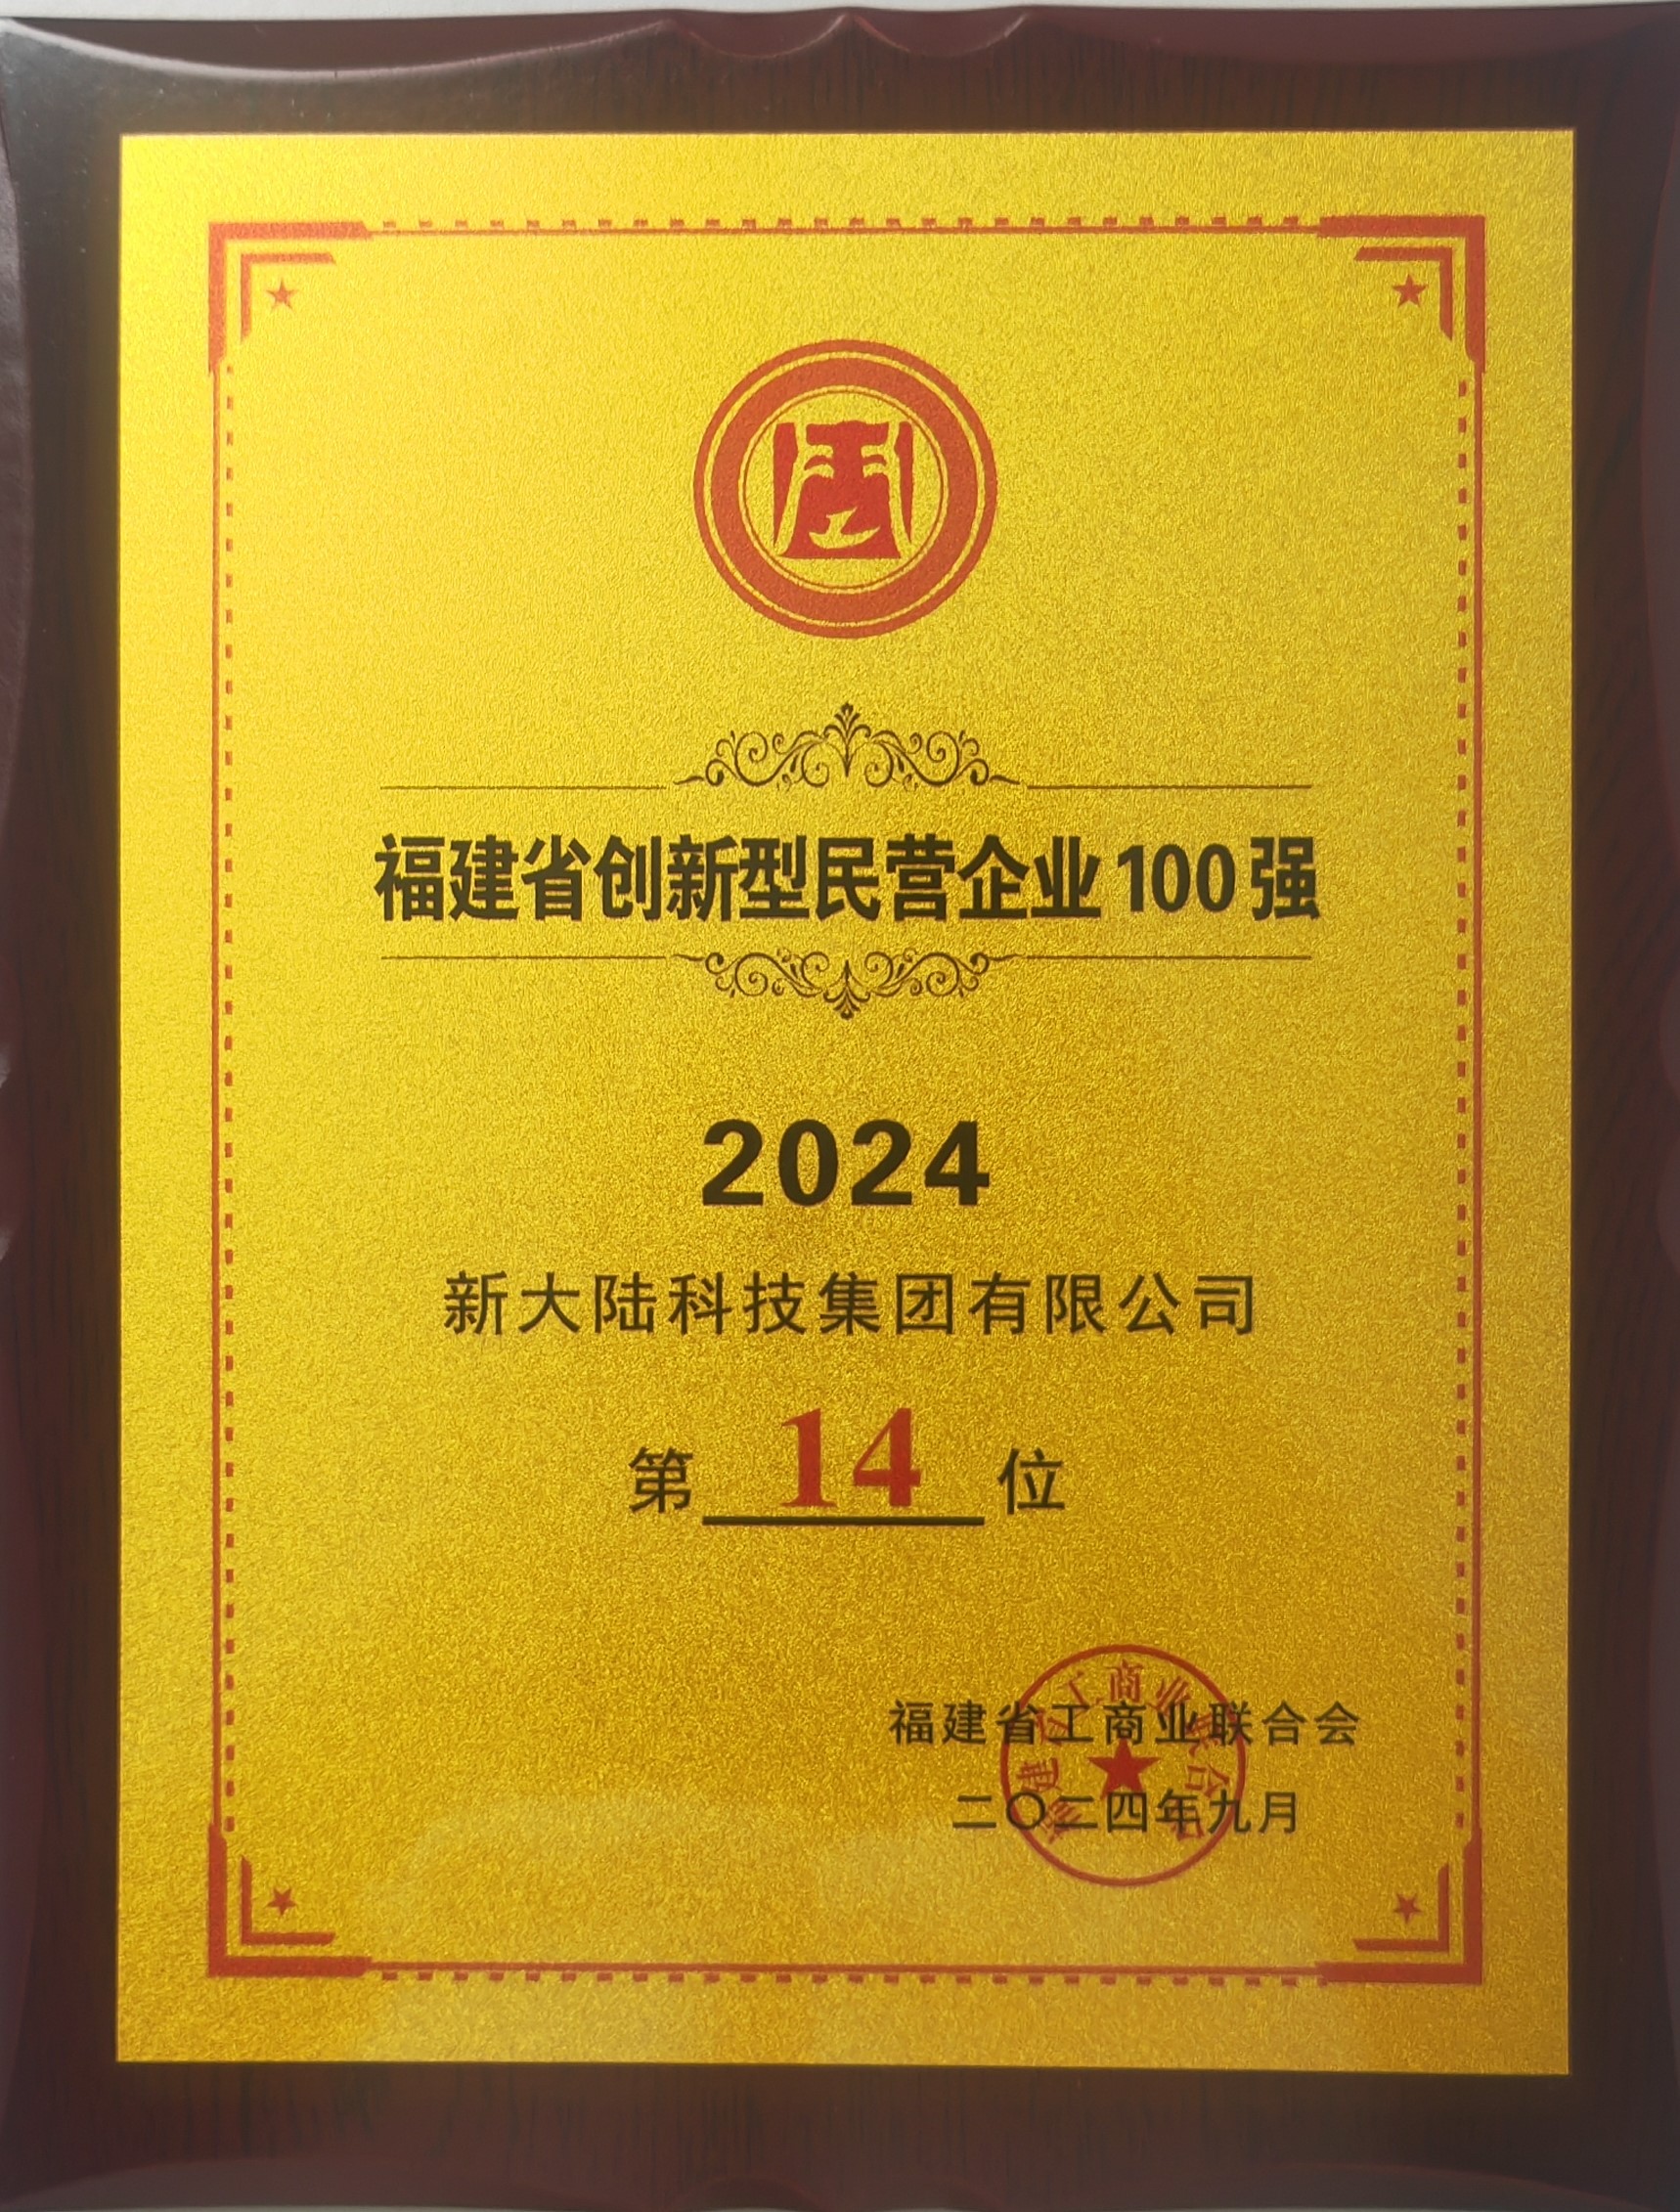 福建省创新型民营企业100强
2024
新大陆科技集团有限公司
第 14 位
福建省工商业联合会
二〇二四年九月